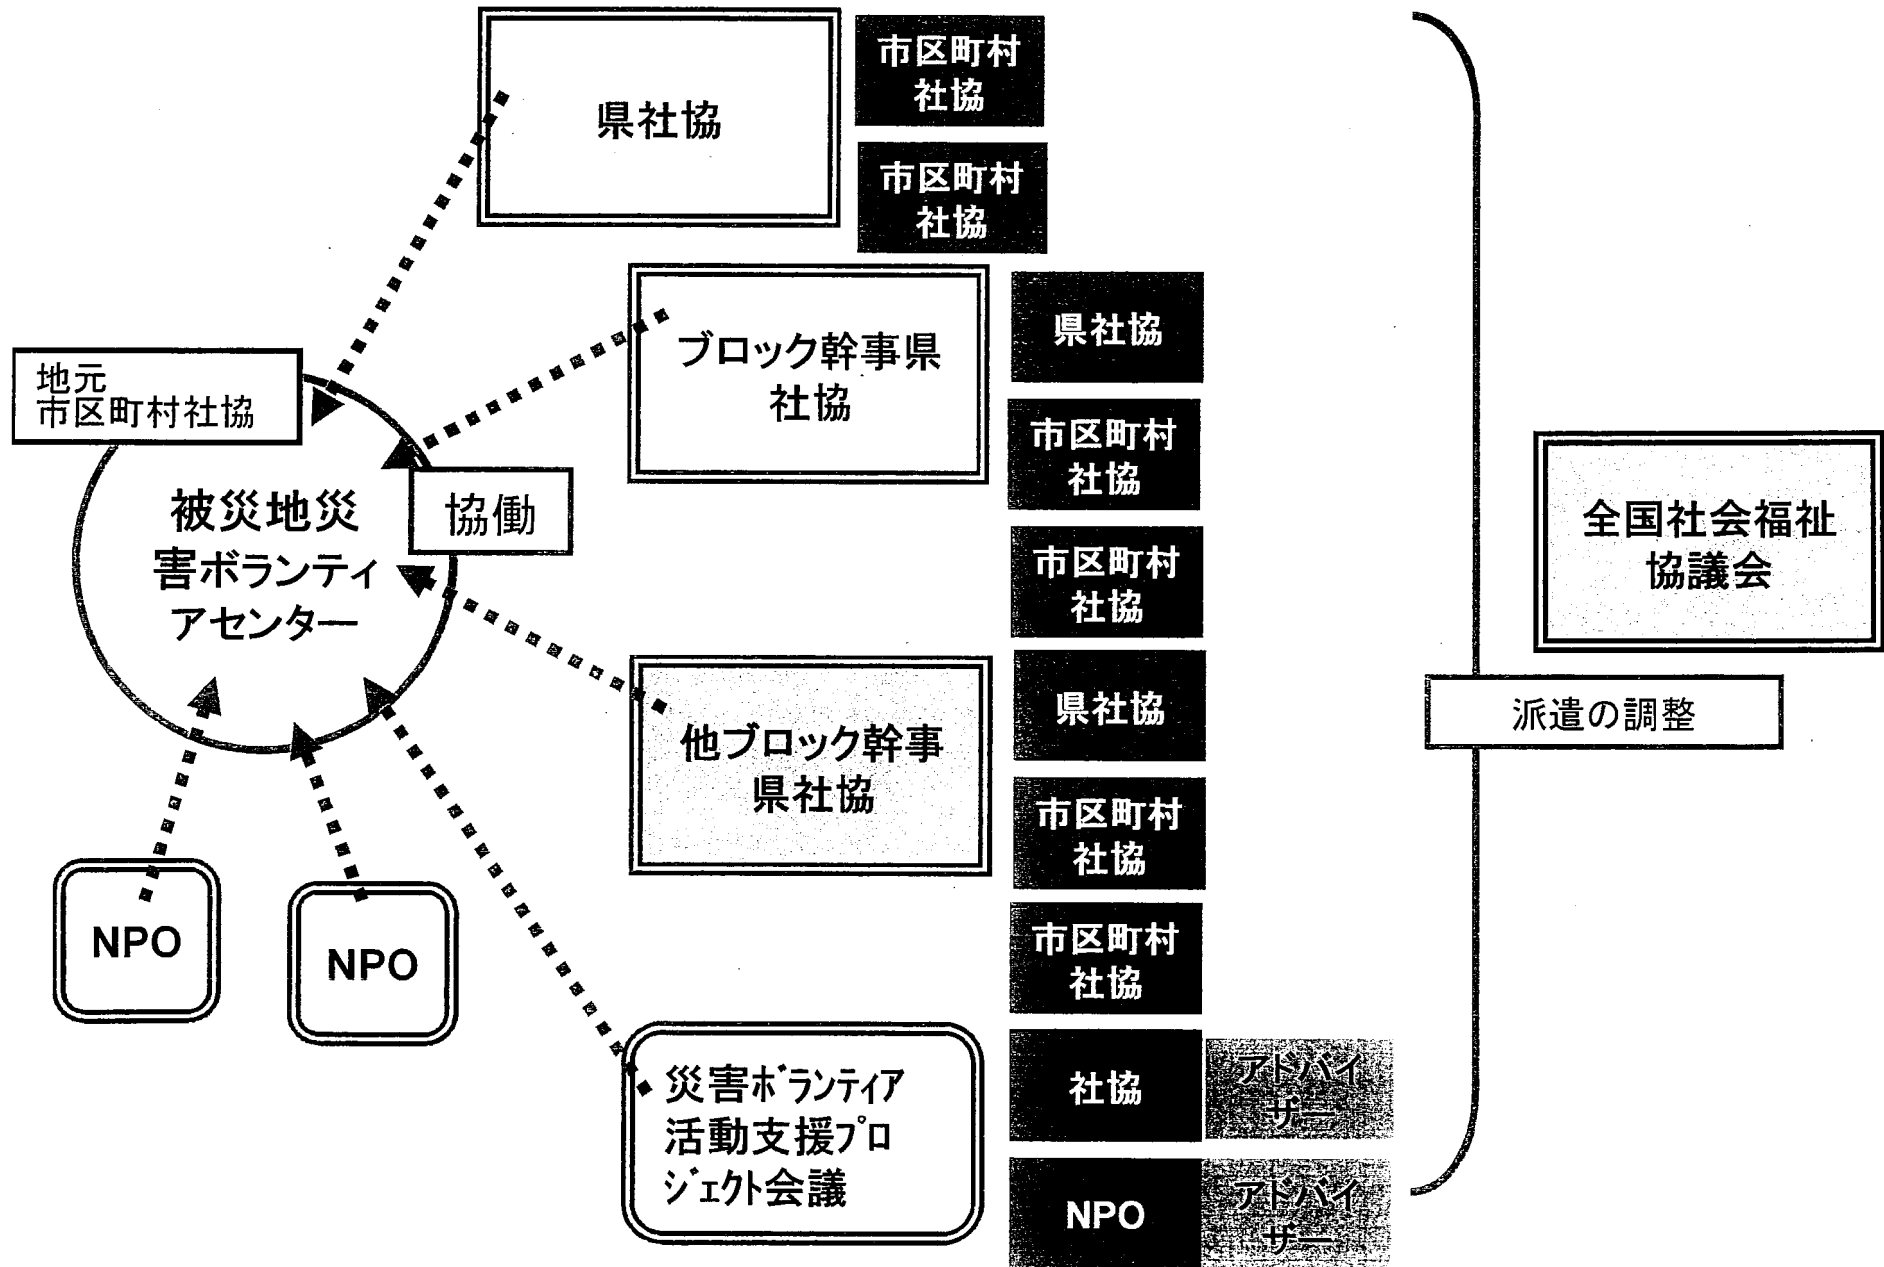 県社協
市区町村
社協
市区町村
社協
ブロック幹事県
社協
県社協
市区町村
社協
市区町村
社協
地元
市区町村社協
協働
被災地災
害ボランティ
アセンター
全国社会福祉
協議会
派遣の調整
他ブロック幹事
県社協
県社協
市区町村
社協
市区町村
社協
NPO
NPO
災害ボランティア
活動支援プロ
ジェクト会議
社協
アドバイ
ザー
NPO
アドバイ
ザー